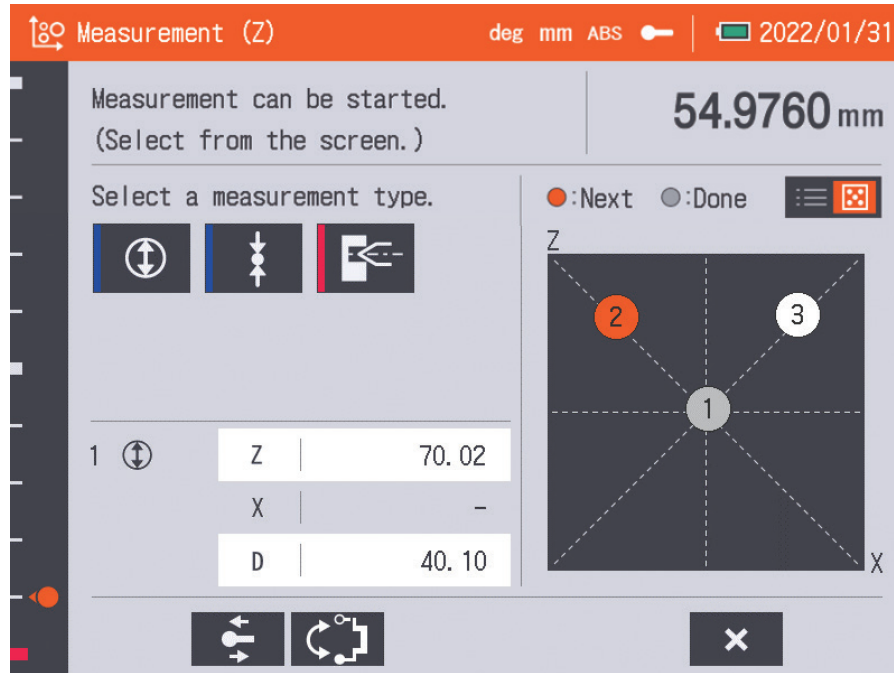 Measurement (Z) deg mm ABS 2022/01/31
Measurement can be started.
(Select from the screen.)
54.9760 mm
Select a measurement type.
:Next :Done
Z
2
3
1
X
1 Z 70.02
X -
D 40.10